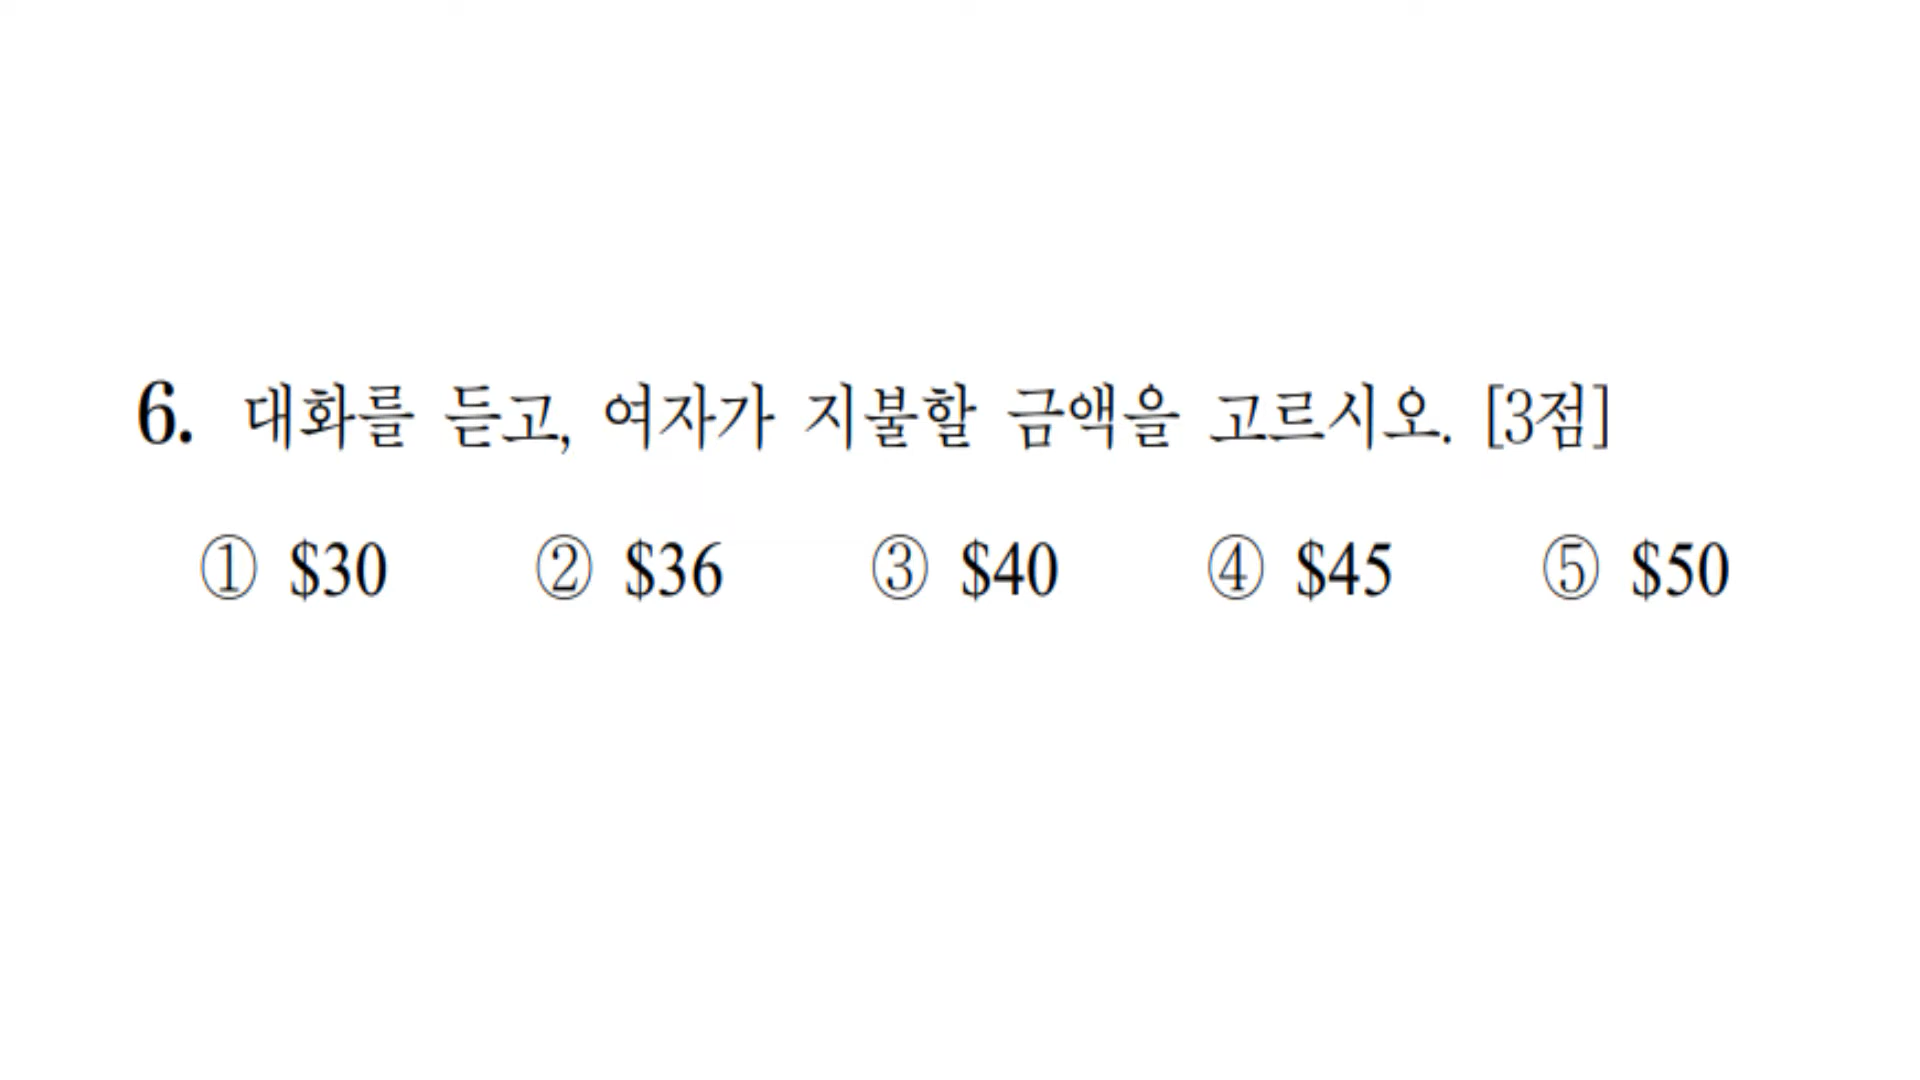 6. 대화를 듣고, 여자가 지불할 금액을 고르시오. [3점]
① $30 ② $36 ③ $40 ④ $45 ⑤ $50